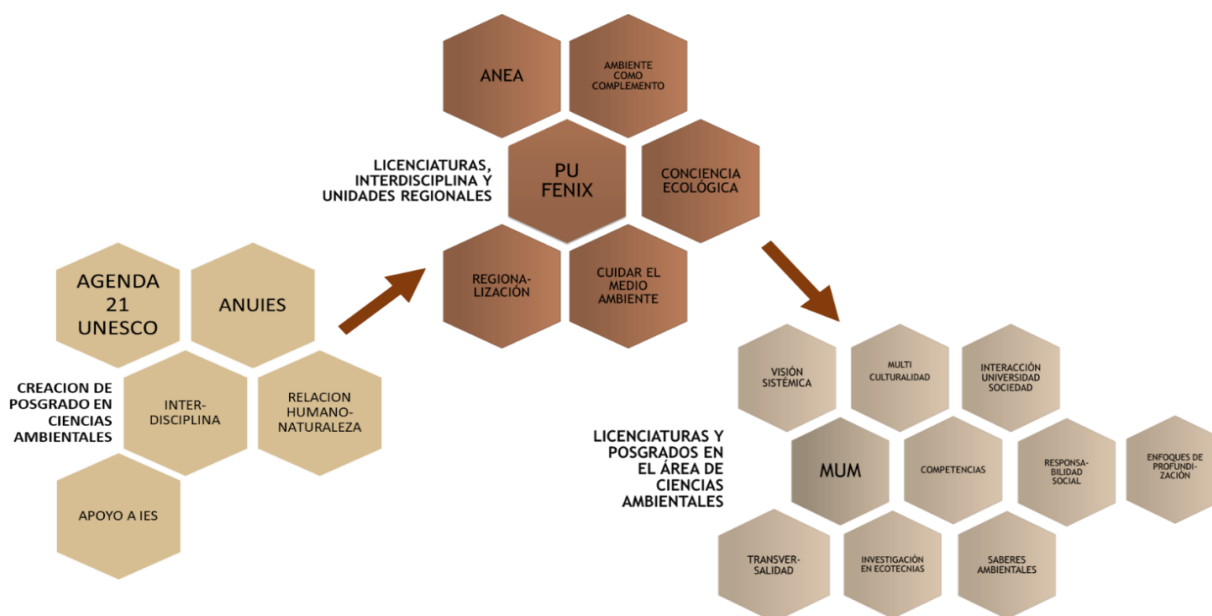 ANEA
AMBIENTE
COMO
COMPLEMENTO
LICENCIATURAS,
INTERDISCIPLINA Y
UNIDADES REGIONALES
PU
FENIX
CONCIENCIA
ECOLÓGICA
REGIONA-
LIZACIÓN
CUIDAR EL
MEDIO
AMBIENTE
AGENDA
21
UNESCO
ANUIES
CREACION DE
POSGRADO EN
CIENCIAS
AMBIENTALES
INTER-
DISCIPLINA
RELACION
HUMANO-
NATURALEZA
APOYO A IES
VISIÓN
SISTÉMICA
MULTI
CULTURALIDAD
INTERACCIÓN
UNIVERSIDAD
SOCIEDAD
LICENCIATURAS Y
POSGRADOS EN
EL ÁREA DE
CIENCIAS
AMBIENTALES
MUM
COMPETENCIAS
RESPONSA-
BILIDAD
SOCIAL
ENFOQUES DE
PROFUNDI-
ZACIÓN
TRANSVER-
SALIDAD
INVESTIGACIÓN
EN ECOTECNIAS
SABERES
AMBIENTALES